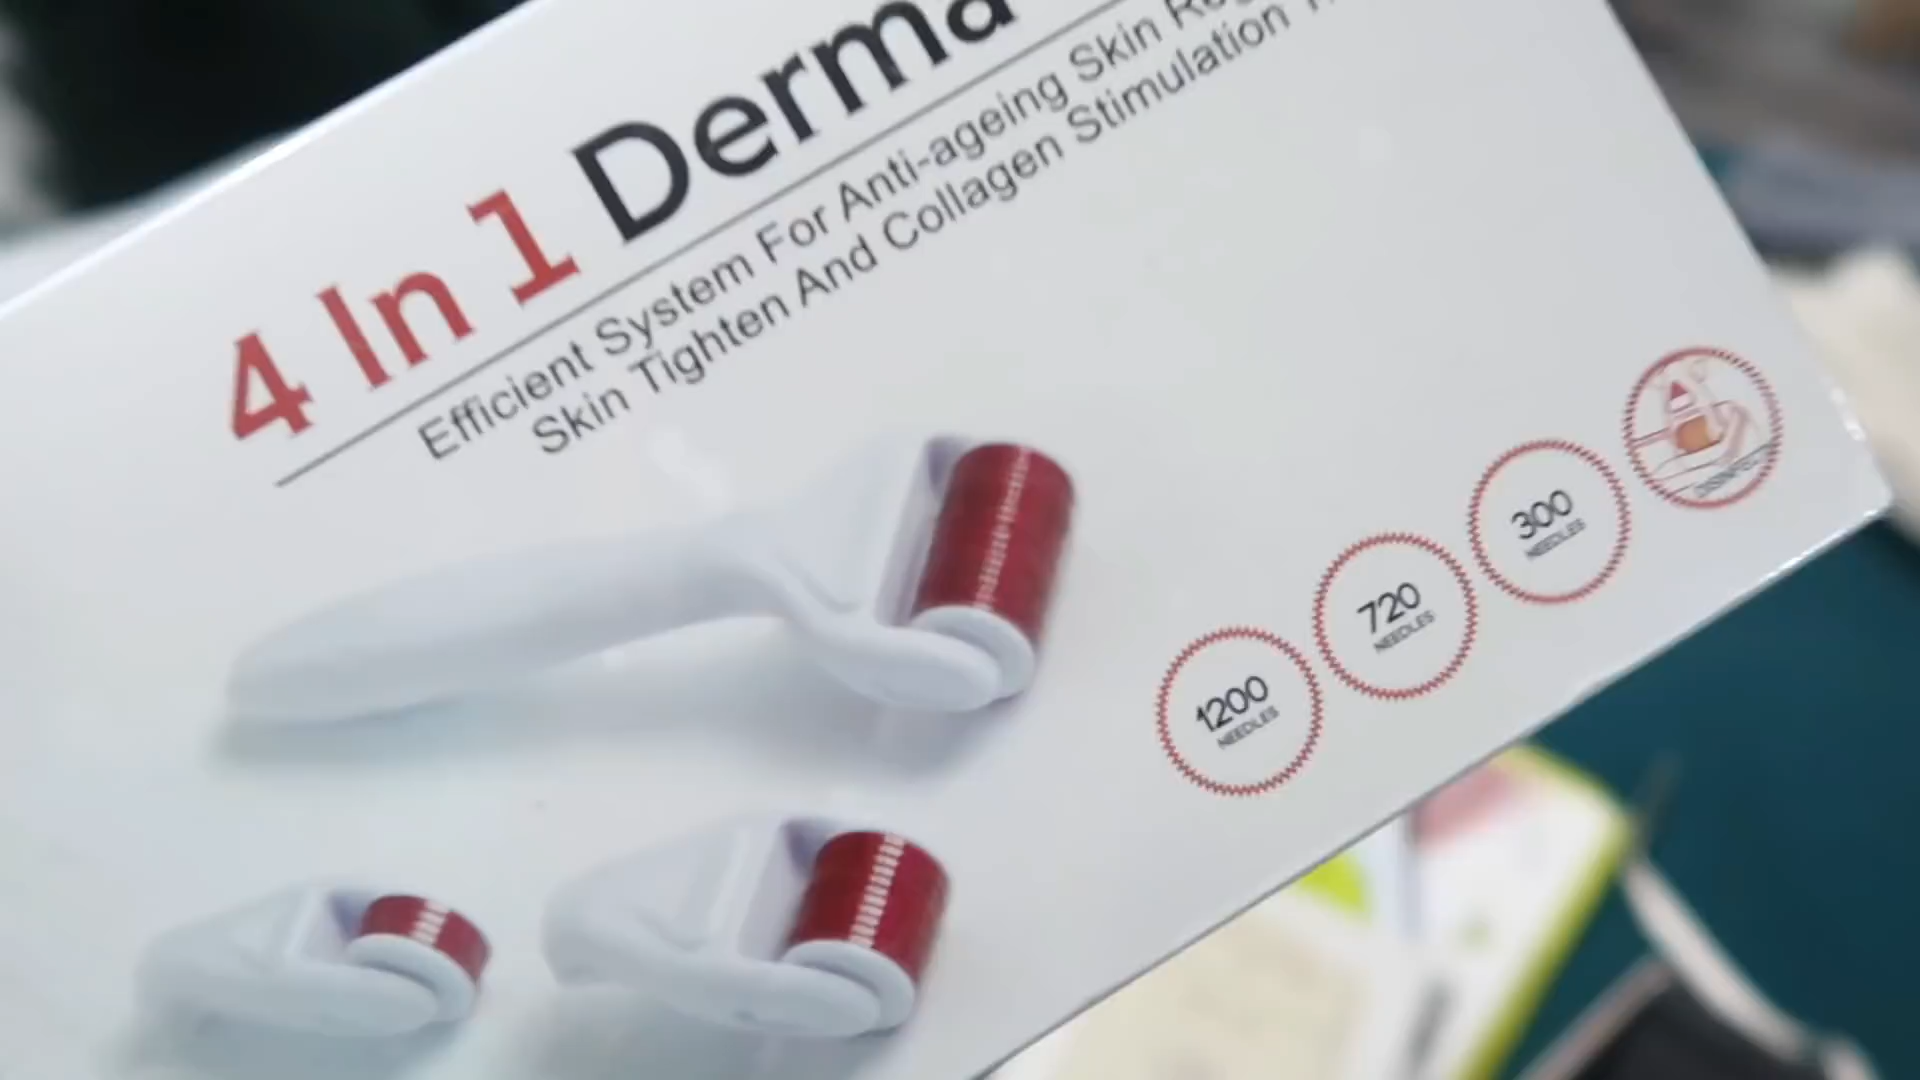 4 In 1 Derma
Efficient System For Anti-ageing Skin
Skin Tighten And Collagen Stimulation
1200
NEEDLES
720
NEEDLES
300
NEEDLES